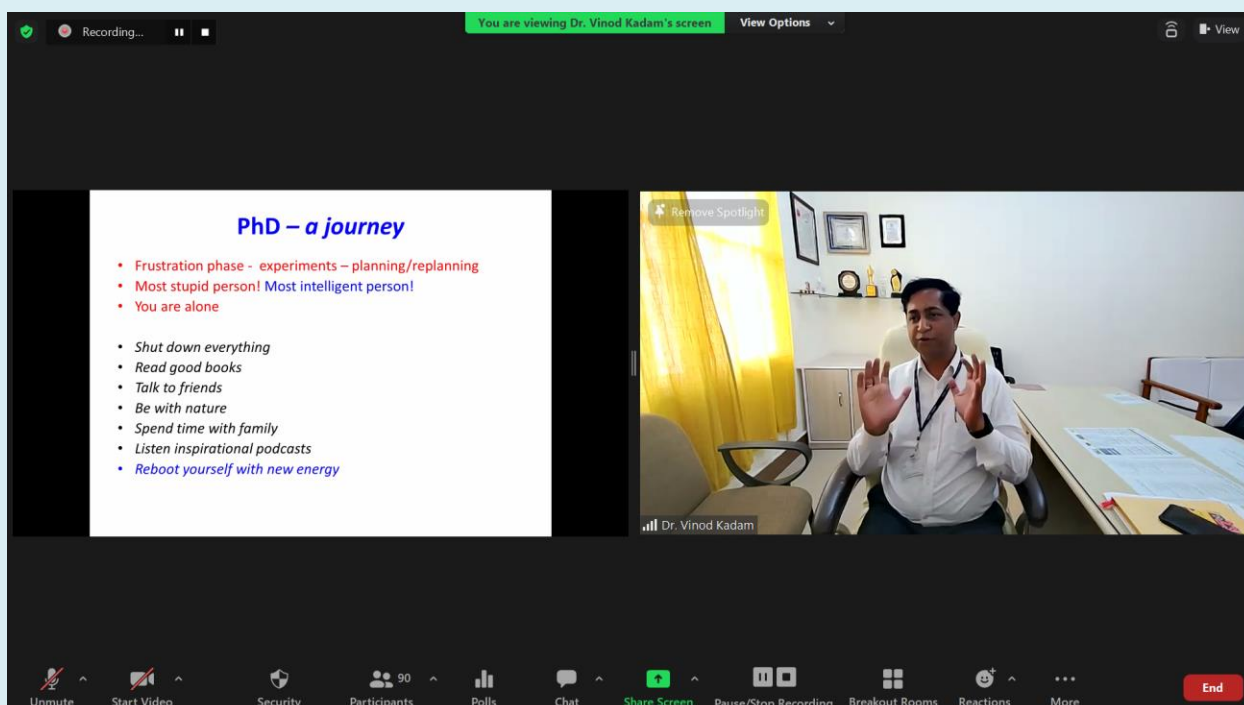 Recording...
You are viewing Dr. Vinod Kadam's screen
View Options
View
PhD – a journey
• Frustration phase - experiments – planning/replanning
• Most stupid person! Most intelligent person!
• You are alone
• Shut down everything
• Read good books
• Talk to friends
• Be with nature
• Spend time with family
• Listen inspirational podcasts
• Reboot yourself with new energy
Remove Spotlight
Dr. Vinod Kadam
90
Unmute
Start Video
Security
Participants
Polls
Chat
Share Screen
Pause/Stop Recording
Breakout Rooms
Reactions
More
End